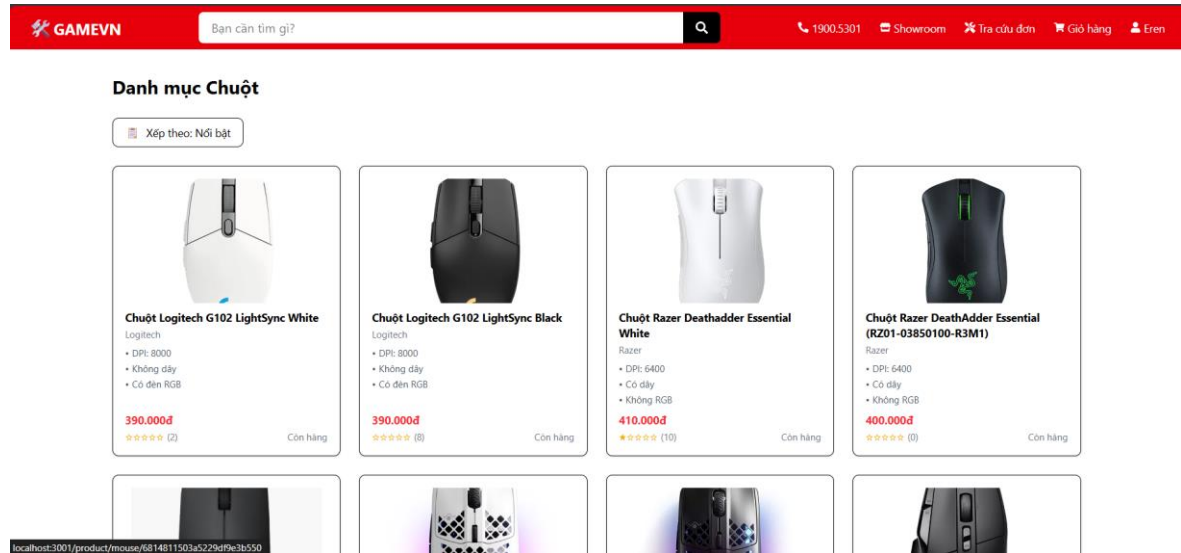 GAMEVN
Bạn cần tìm gì?
1900.5301
Showroom
Tra cứu đơn
Giỏ hàng
Eren
Danh mục Chuột
Xếp theo: Nổi bật
Chuột Logitech G102 LightSync White
Logitech
• DPI: 8000
• Không dây
• Có đèn RGB
390.000đ
☆☆☆☆☆ (2)
Còn hàng
Chuột Logitech G102 LightSync Black
Logitech
• DPI: 8000
• Không dây
• Có đèn RGB
390.000đ
☆☆☆☆☆ (8)
Còn hàng
Chuột Razer Deathadder Essential
White
Razer
• DPI: 6400
• Có dây
• Không RGB
410.000đ
★☆☆☆☆ (10)
Còn hàng
Chuột Razer DeathAdder Essential
(RZ01-03850100-R3M1)
Razer
• DPI: 6400
• Có dây
• Không RGB
400.000đ
☆☆☆☆☆ (0)
Còn hàng
localhost:3001/product/mouse/6814811503a5229df9e3b550